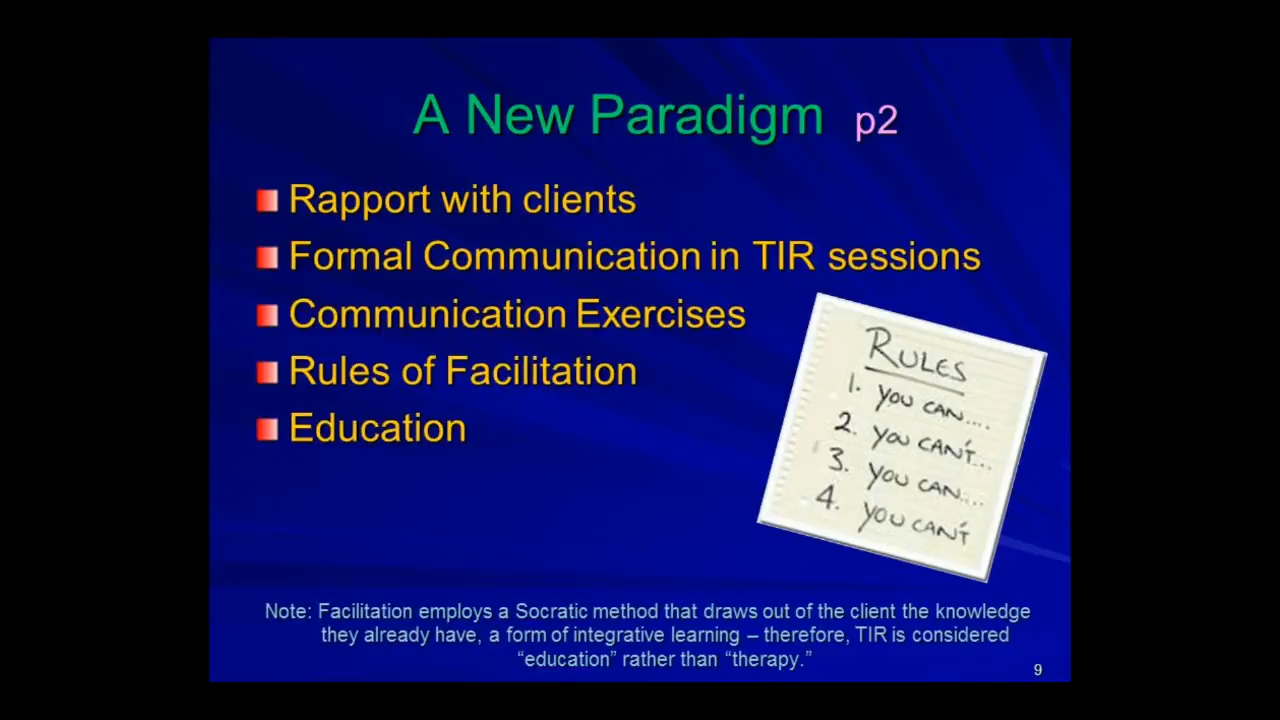 A New Paradigm p2
Rapport with clients
Formal Communication in TIR sessions
Communication Exercises
Rules of Facilitation
Education
RULES
1. YOU CAN....
2. YOU CAN'T...
3. YOU CAN....
4. YOU CAN'T
Note: Facilitation employs a Socratic method that draws out of the client the knowledge
they already have, a form of integrative learning – therefore, TIR is considered
“education” rather than “therapy.”
9